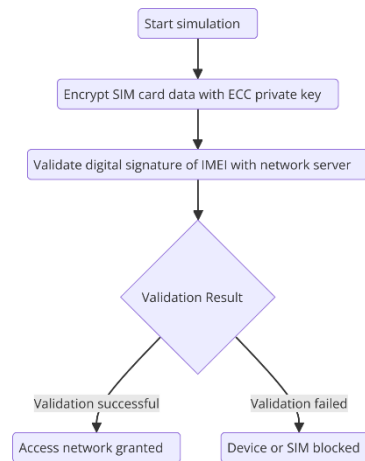 Start simulation
Encrypt SIM card data with ECC private key
Validate digital signature of IMEI with network server
Validation Result
Validation successful
Validation failed
Access network granted
Device or SIM blocked